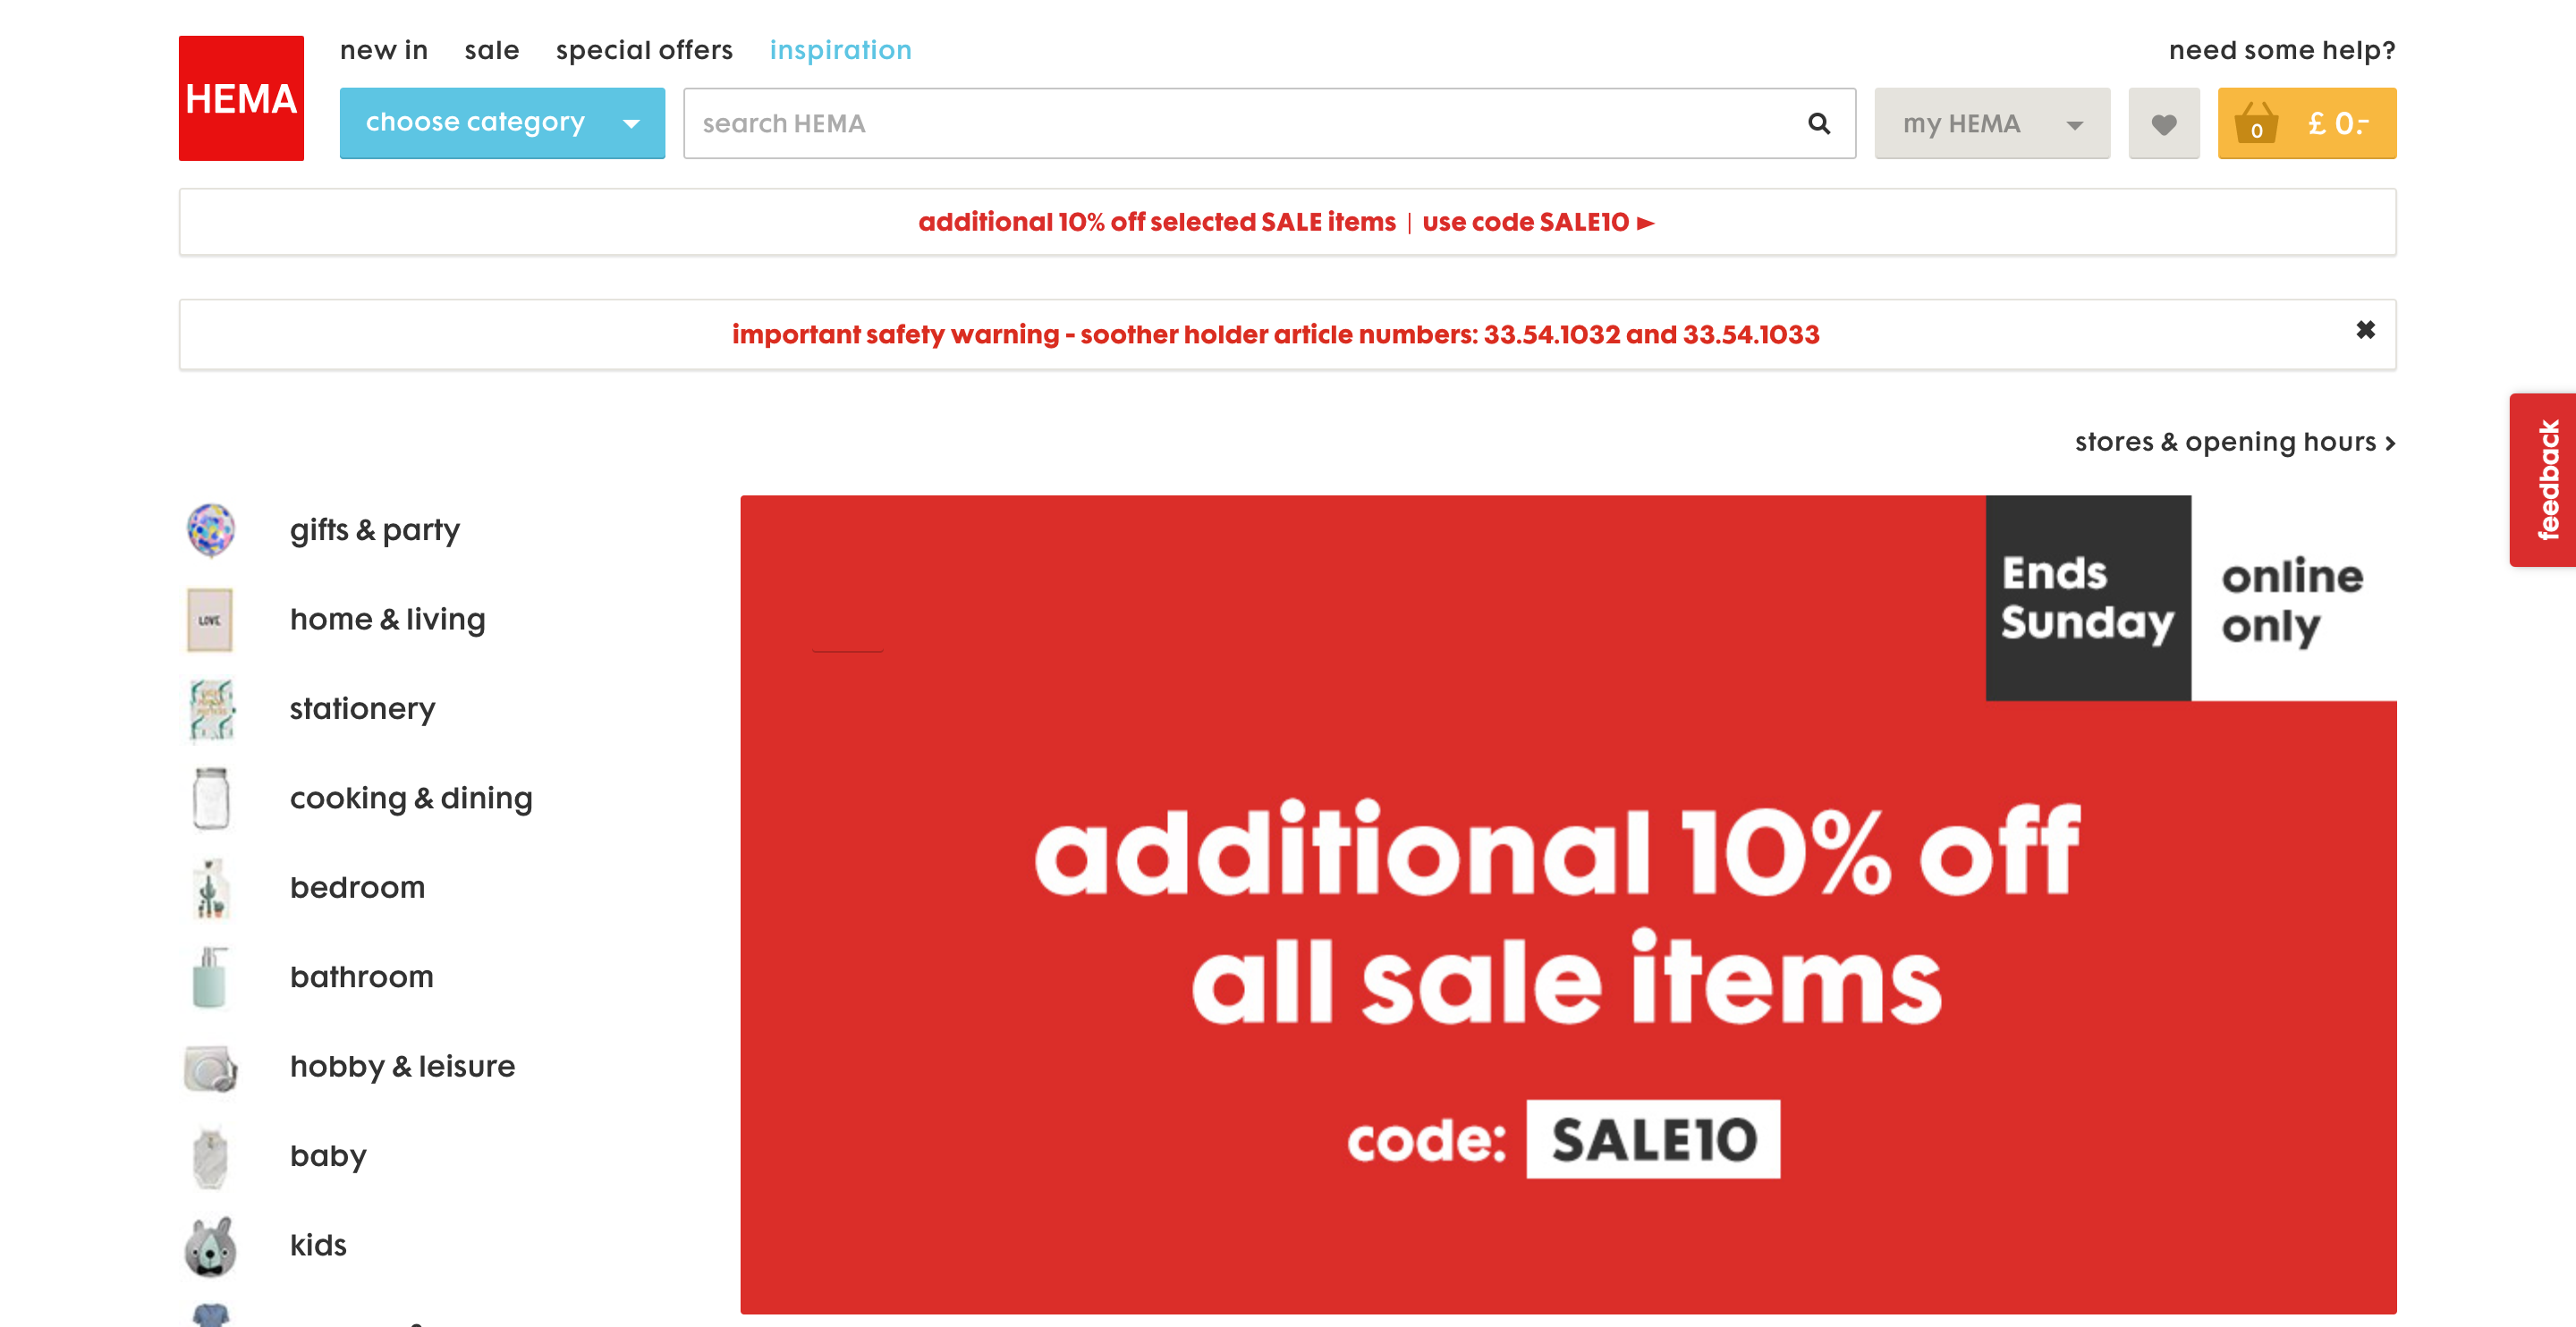 new in sale special offers inspiration need some help?
HEMA
choose category search HEMA my HEMA 0 £ 0.-
additional 10% off selected SALE items | use code SALE10 ►
important safety warning - soother holder article numbers: 33.54.1032 and 33.54.1033 ✖
feedback
stores & opening hours ›
gifts & party
LOVE
home & living
stationery
cooking & dining
bedroom
bathroom
hobby & leisure
baby
kids
Ends
Sunday
online
only
additional 10% off
all sale items
code: SALE10